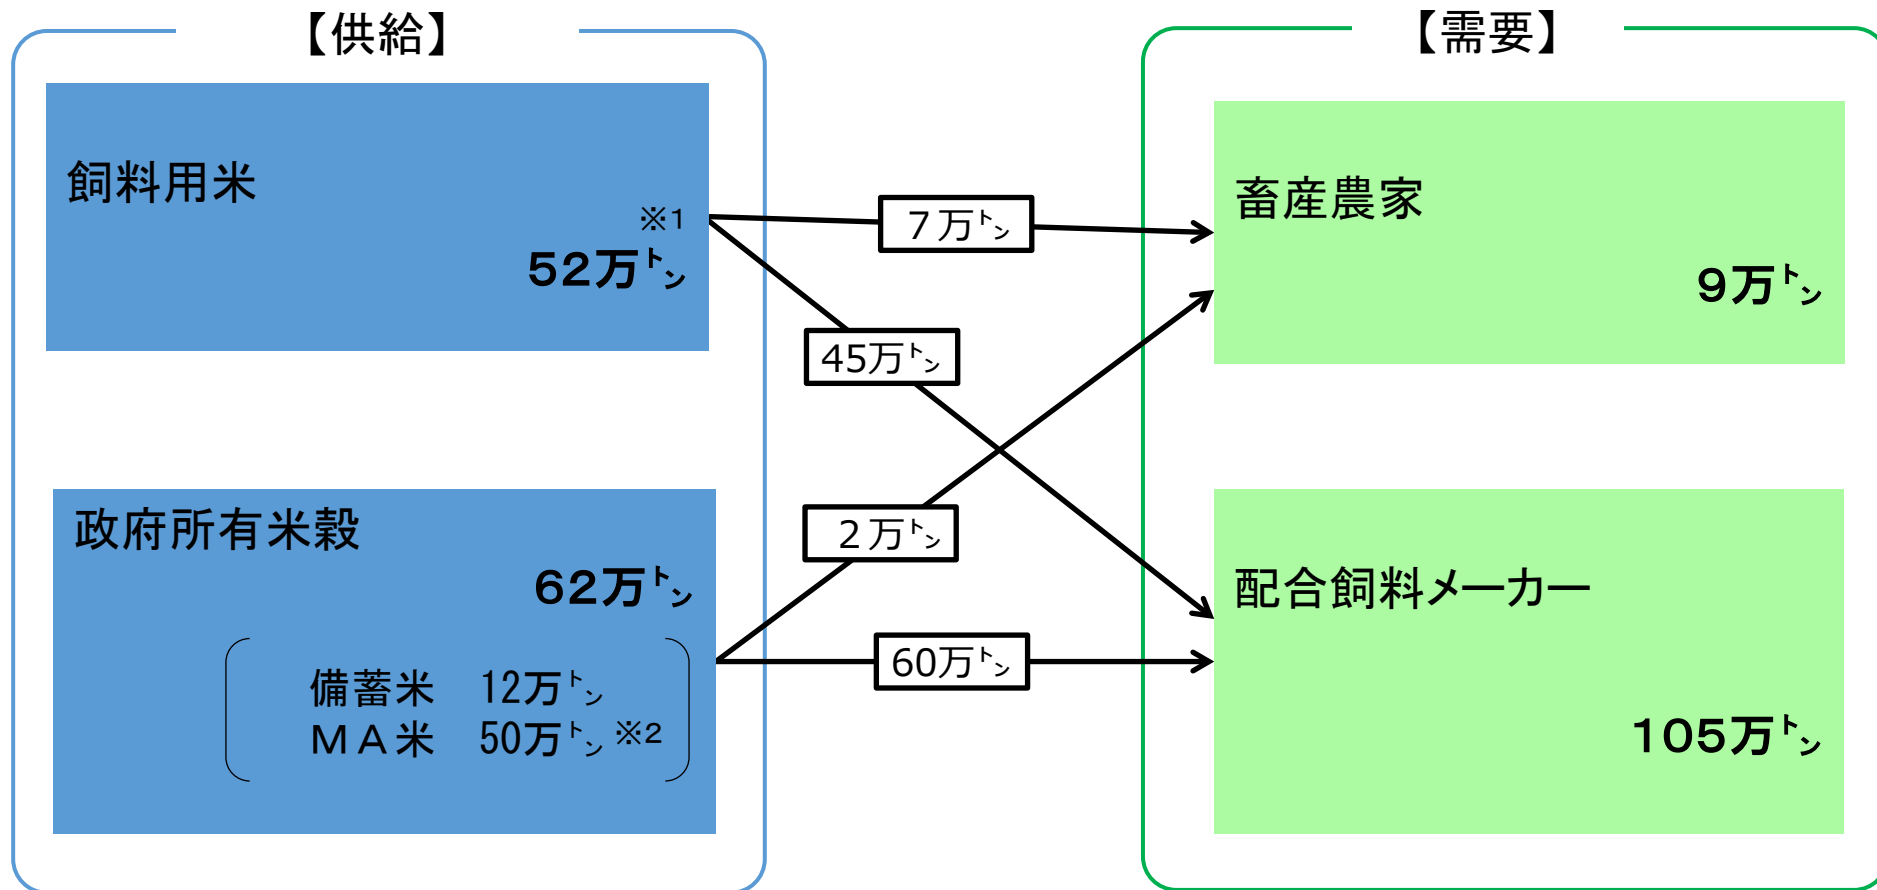 【供給】
飼料用米
※1
52万㌧
政府所有米穀
62万㌧
備蓄米　12万㌧
ＭＡ米　50万㌧ ※2
７万㌧
45万㌧
２万㌧
60万㌧
【需要】
畜産農家
9万㌧
配合飼料メーカー
105万㌧